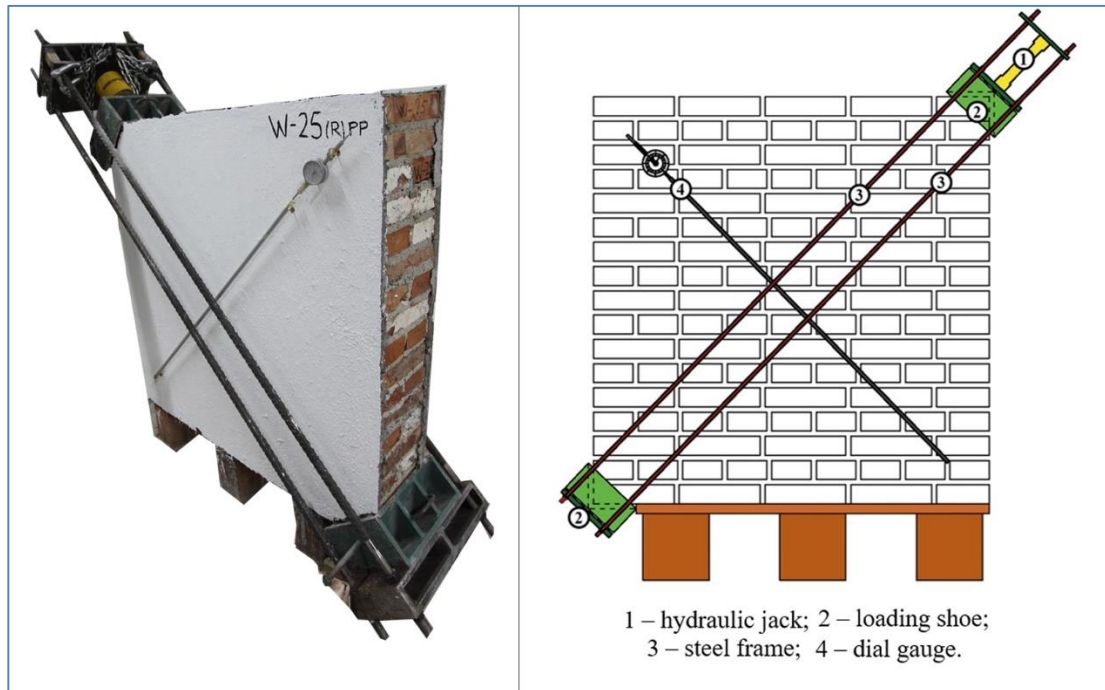 W-25(R)PP
1
2
4
3
3
2
1 – hydraulic jack; 2 – loading shoe;
3 – steel frame; 4 – dial gauge.